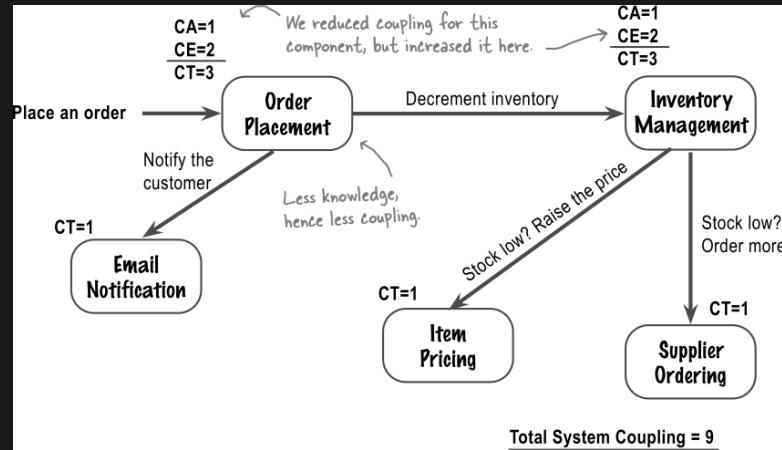 CA=1
CE=2
CT=3
We reduced coupling for this
component, but increased it here.
CA=1
CE=2
CT=3
Place an order
Order
Placement
Decrement inventory
Inventory
Management
Notify the
customer
Less knowledge,
hence less coupling.
Stock low? Raise the price
Stock low?
Order more
CT=1
Email
Notification
CT=1
Item
Pricing
CT=1
Supplier
Ordering
Total System Coupling = 9